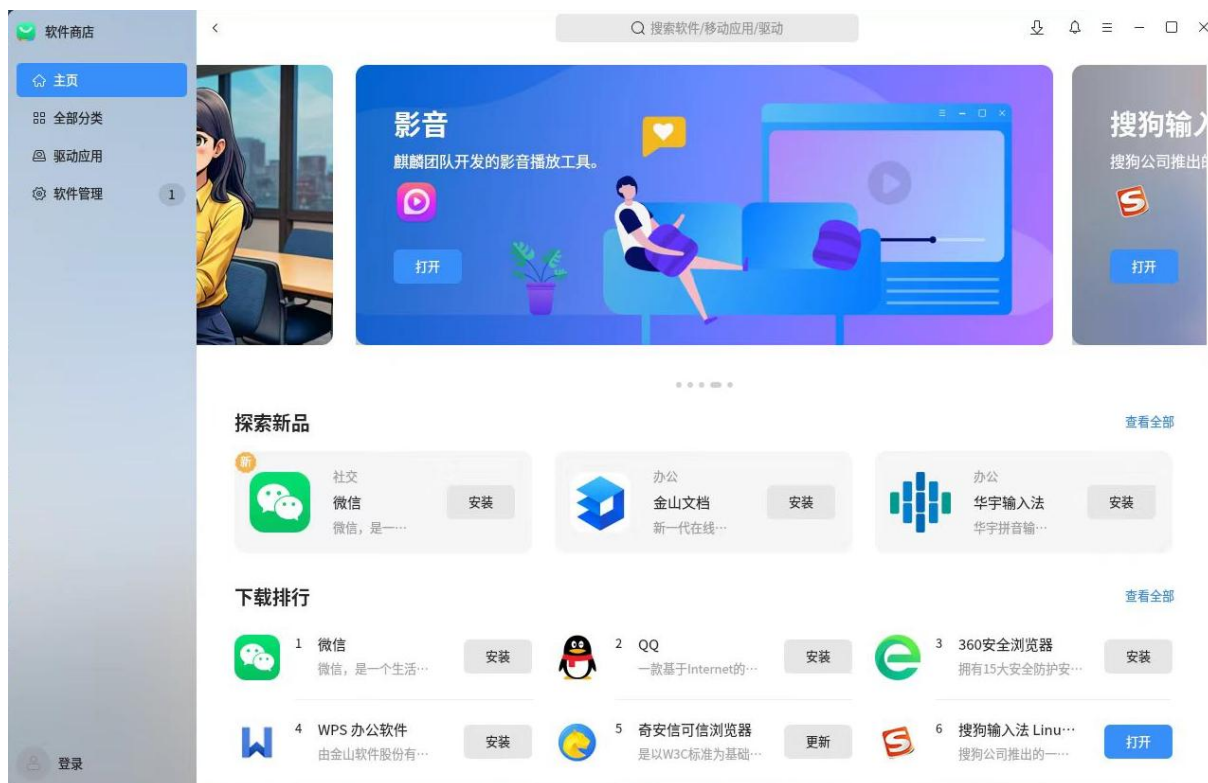 软件商店
搜索软件/移动应用/驱动
主页
全部分类
驱动应用
软件管理 1
影音
麒麟团队开发的影音播放工具。
打开
搜狗输入
搜狗公司推出的
打开
探索新品 查看全部
新
社交
微信
微信，是一…
安装
办公
金山文档
新一代在线…
安装
办公
华宇输入法
华宇拼音输…
安装
下载排行 查看全部
1 微信
微信，是一个生活…
安装
2 QQ
一款基于Internet的…
安装
3 360安全浏览器
拥有15大安全防护安…
安装
4 WPS 办公软件
由金山软件股份有…
安装
5 奇安信可信浏览器
是以W3C标准为基础…
更新
6 搜狗输入法 Linu…
搜狗公司推出的一…
打开
登录